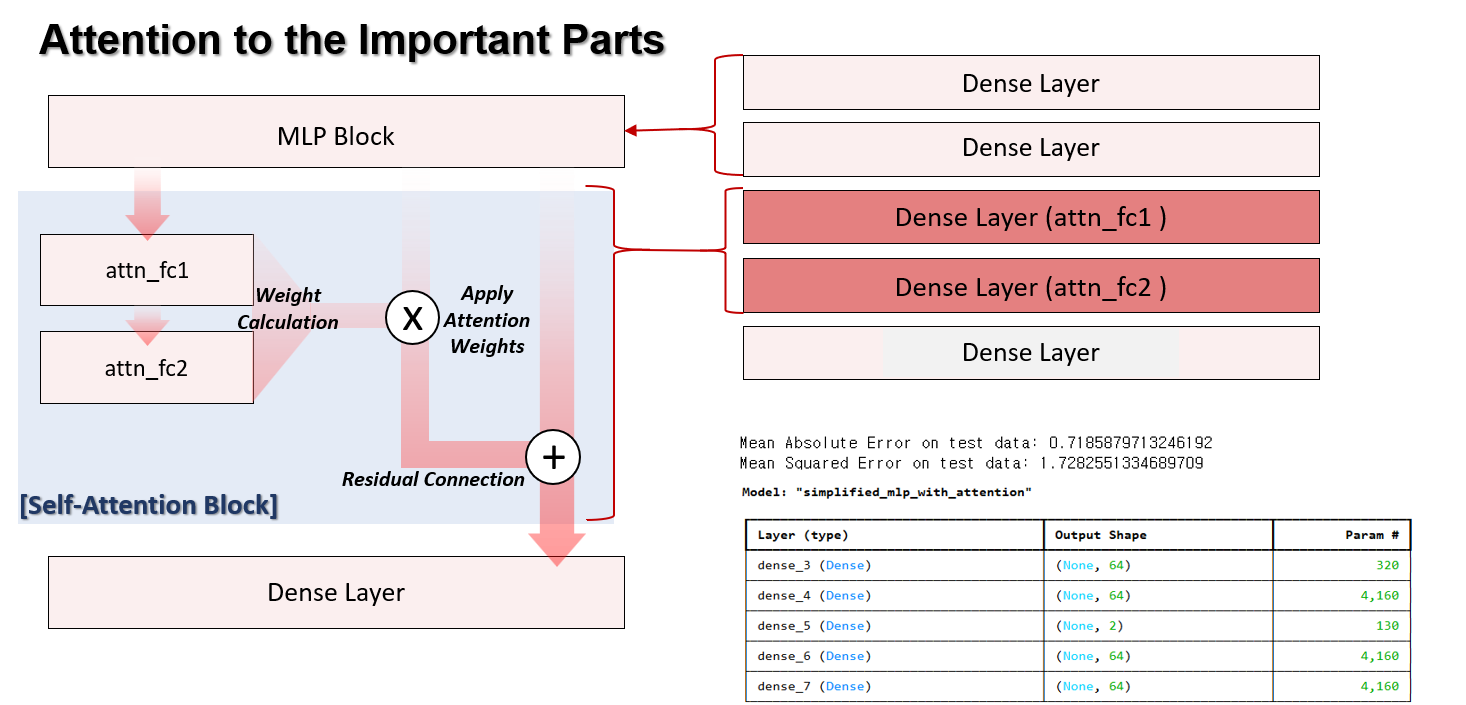 Attention to the Important Parts
MLP Block
attn_fc1
attn_fc2
Weight
Calculation
X
Apply
Attention
Weights
+
Residual Connection
[Self-Attention Block]
Dense Layer
Dense Layer
Dense Layer
Dense Layer (attn_fc1 )
Dense Layer (attn_fc2 )
Dense Layer
Mean Absolute Error on test data: 0.7185879713246192
Mean Squared Error on test data: 1.7282551334689709
Model: "simplified_mlp_with_attention"
Layer (type) Output Shape Param #
dense_3 (Dense) (None, 64) 320
dense_4 (Dense) (None, 64) 4,160
dense_5 (Dense) (None, 2) 130
dense_6 (Dense) (None, 64) 4,160
dense_7 (Dense) (None, 64) 4,160